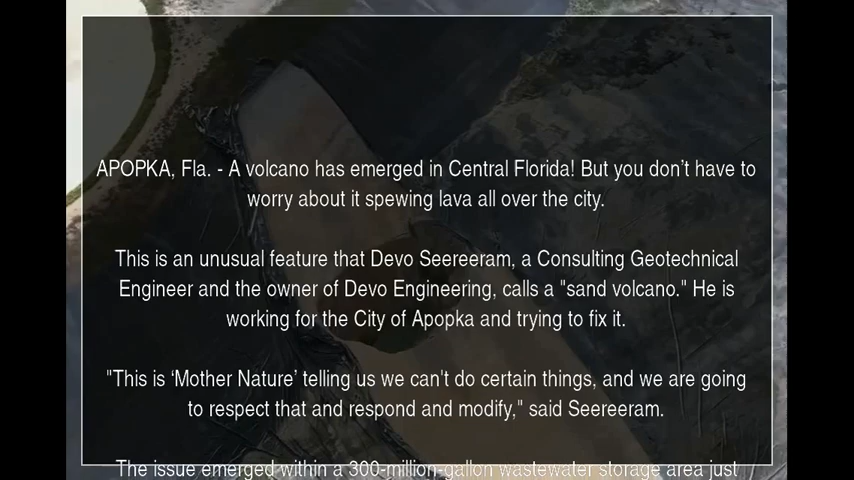 APOPKA, Fla. - A volcano has emerged in Central Florida! But you don’t have to
worry about it spewing lava all over the city.
This is an unusual feature that Devo Seereeram, a Consulting Geotechnical
Engineer and the owner of Devo Engineering, calls a "sand volcano." He is
working for the City of Apopka and trying to fix it.
"This is ‘Mother Nature’ telling us we can't do certain things, and we are going
to respect that and respond and modify," said Seereeram.
The issue emerged within a 300-million-gallon wastewater storage area just